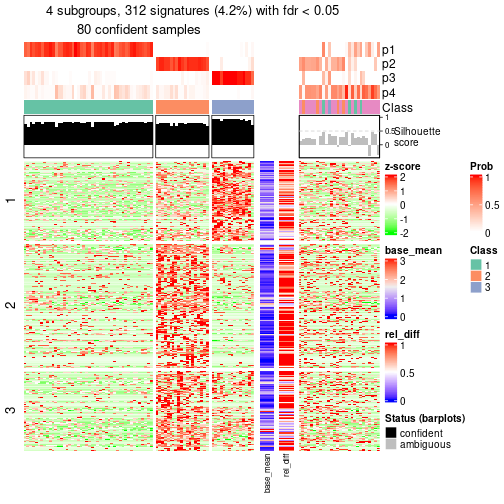 4 subgroups, 312 signatures (4.2%) with fdr < 0.05
80 confident samples
p1
p2
p3
p4
Class
1
0.5
0
Silhouette
score
1
2
3
base_mean
rel_diff
z-score
2
1
0
-1
-2
Prob
1
0.5
0
base_mean
3
2
1
0
Class
1
2
3
rel_diff
1
0.5
0
Status (barplots)
confident
ambiguous